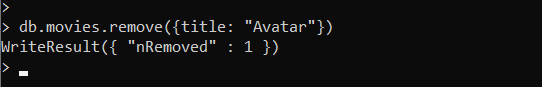 >
> db.movies.remove({title: "Avatar"})
WriteResult({ "nRemoved" : 1 })
>